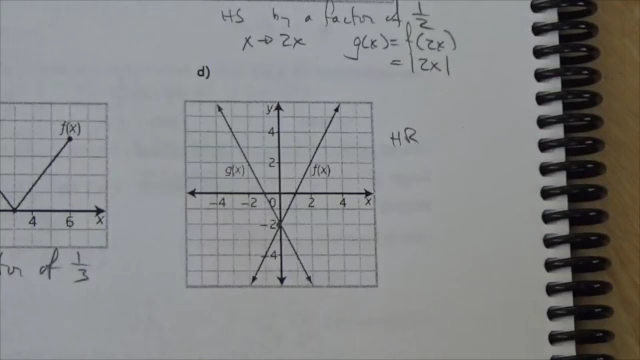 HS by a factor of 1/2
x → 2x g(x) = f(2x)
= |2x|
d)
f(x)
4 6 x
of 1/3
y
4
2
g(x) f(x)
-4 -2 0 2 4 x
-2
-4
HR